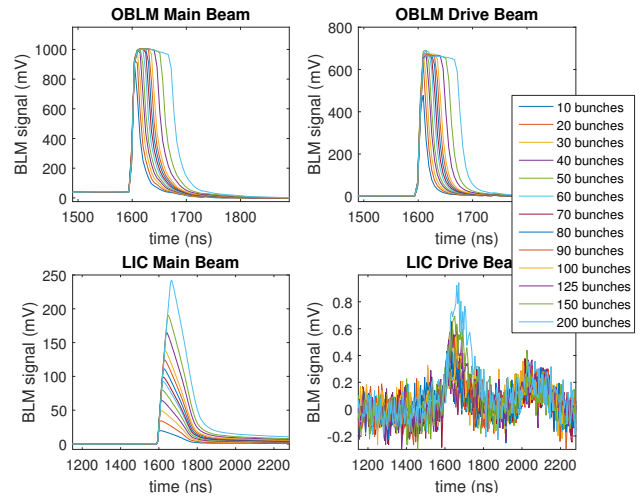 OBLM Main Beam
1000
800
600
400
200
0
BLM signal (mV)
1500
1600
1700
1800
time (ns)
OBLM Drive Beam
800
600
400
200
0
BLM signal (mV)
1500
1600
1700
time (ns)
10 bunches
20 bunches
30 bunches
40 bunches
50 bunches
60 bunches
70 bunches
80 bunches
90 bunches
100 bunches
125 bunches
150 bunches
200 bunches
LIC Main Beam
250
200
150
100
50
0
BLM signal (mV)
1200
1400
1600
1800
2000
2200
time (ns)
LIC Drive Bea
0.8
0.6
0.4
0.2
0
-0.2
BLM signal (mV)
1200
1400
1600
1800
2000
2200
time (ns)